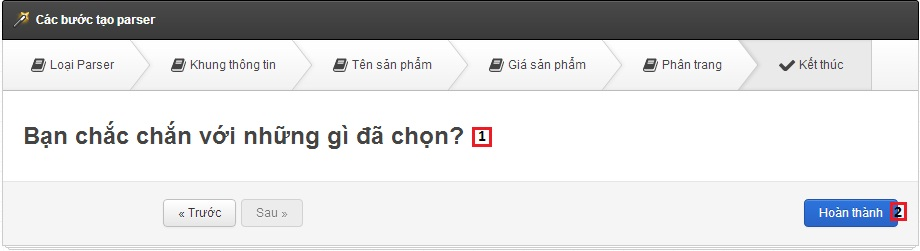 Các bước tạo parser
Loại Parser Khung thông tin Tên sản phẩm Giá sản phẩm Phân trang Kết thúc
Bạn chắc chắn với những gì đã chọn? 1
« Trước Sau » Hoàn thành 2